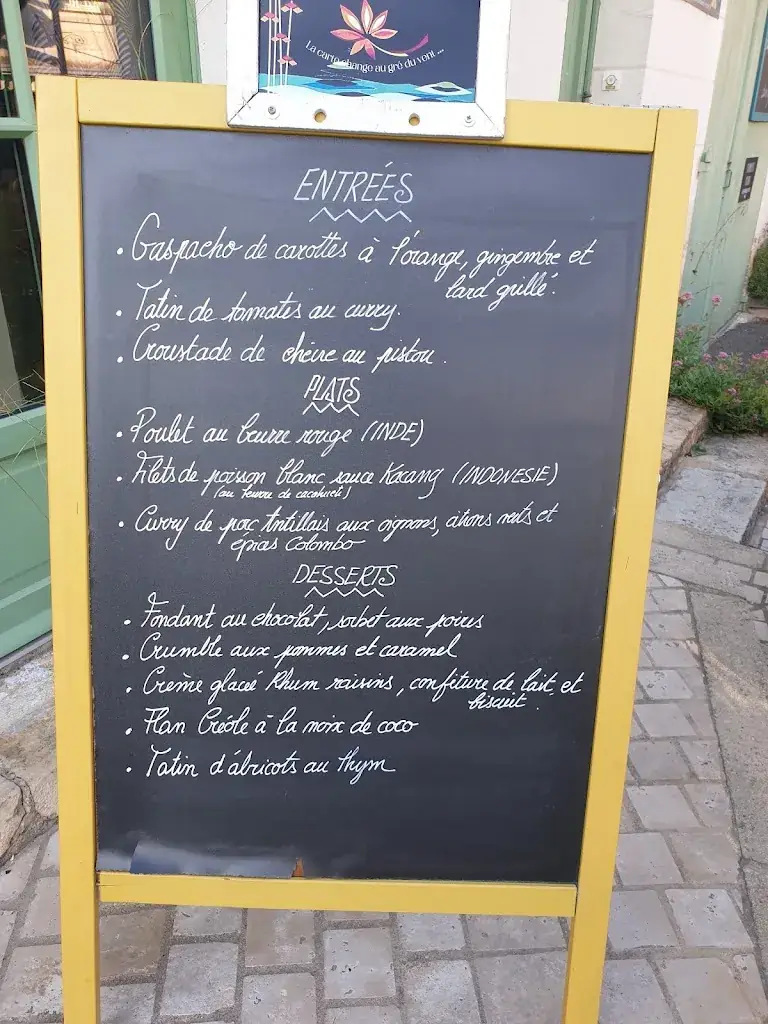 La carte change au gré du vent ...
ENTREÉS
. Gaspacho de carottes à l'orange, gingembre et
lard grillé.
. Tatin de tomates au curry.
. Croustade de chèvre au pistou.
PLATS
. Poulet au beurre rouge (INDE)
. Filets de poisson blanc sauce Kacang (INDONESIE)
(au beurre de cacahuète)
. Curry de porc Antillais aux oignons, citrons verts et
épices Colombo
DESSERTS
. Fondant au chocolat, sorbet aux poires
. Crumble aux pommes et caramel
. Crème glacé Rhum raisins, confiture de lait et
biscuit.
. Flan Créole à la noix de coco
. Tatin d'abricots au thym